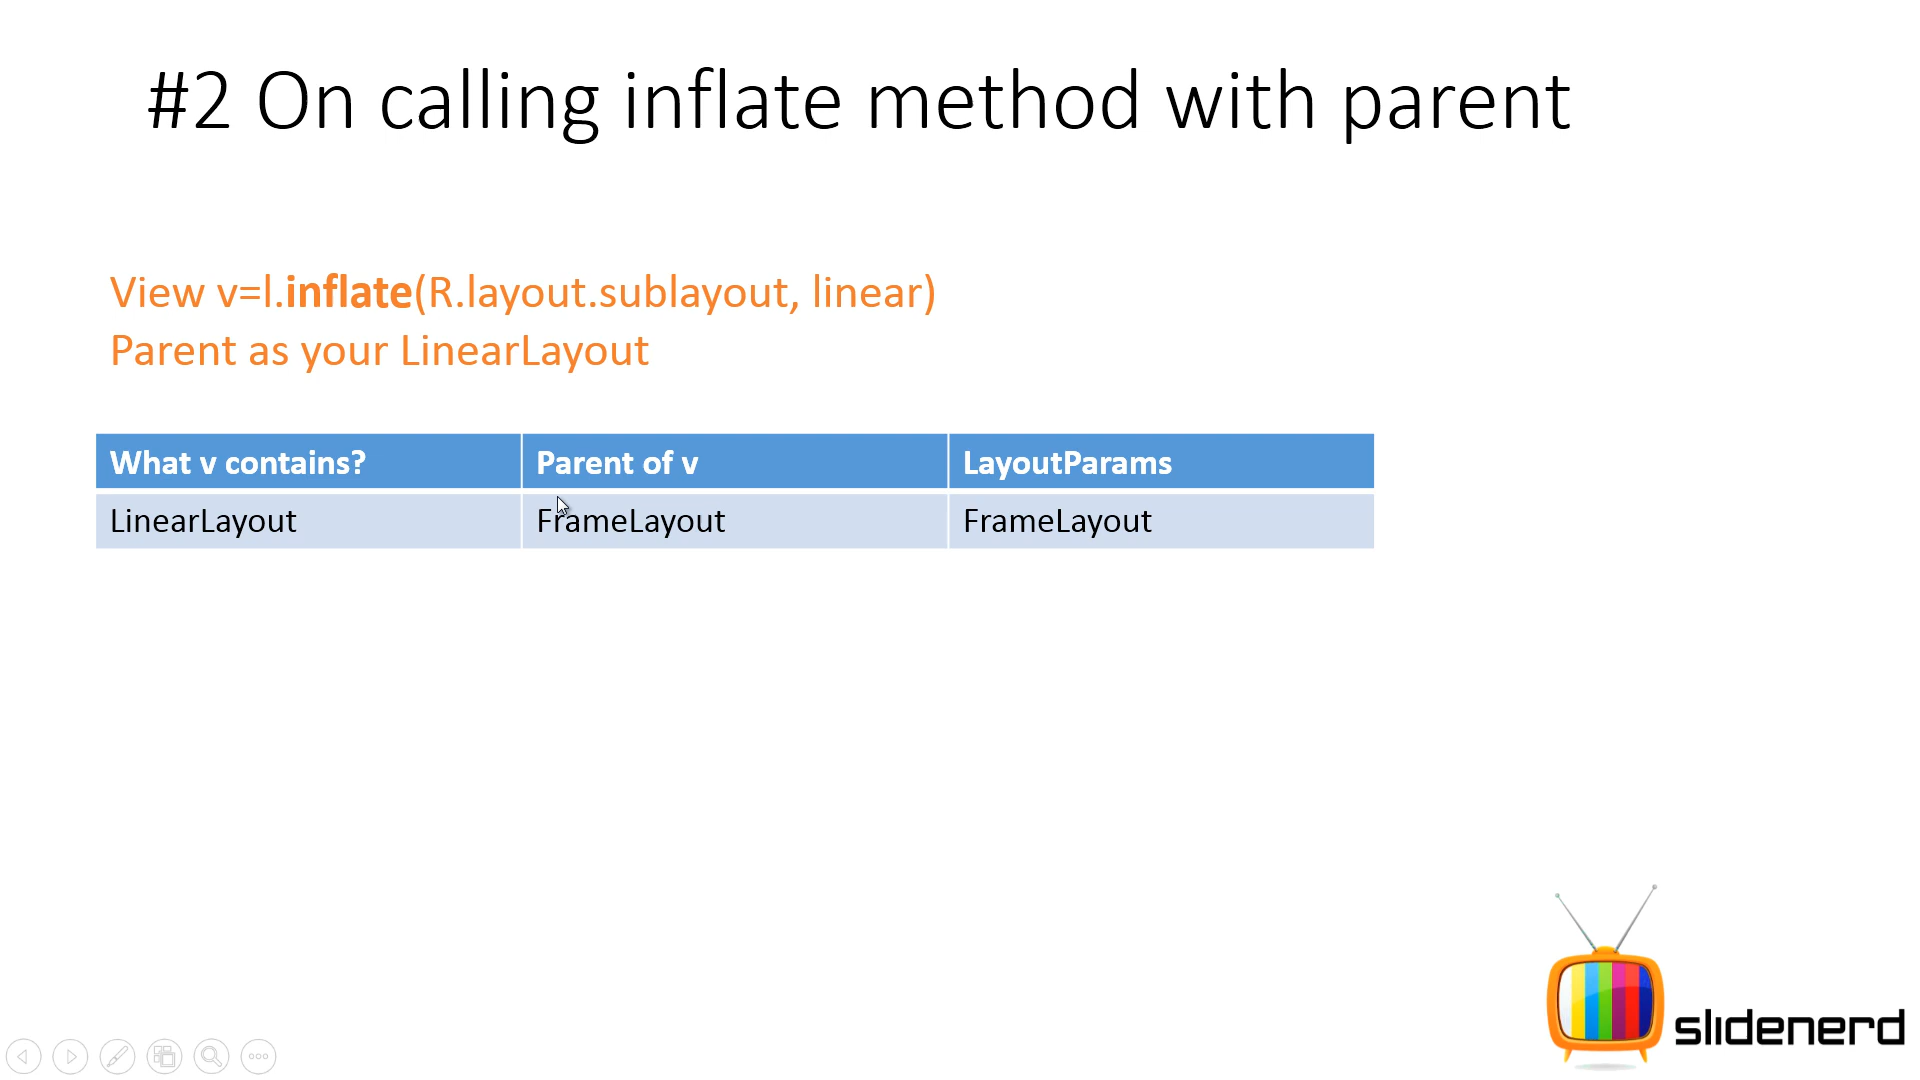 #2 On calling inflate method with parent
View v=l.inflate(R.layout.sublayout, linear)
Parent as your LinearLayout
What v contains? Parent of v LayoutParams
LinearLayout FrameLayout FrameLayout
slidenerd